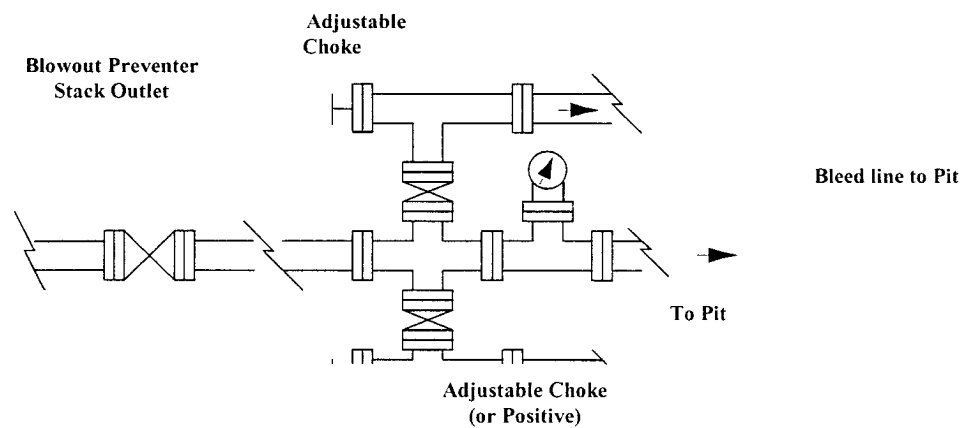 Adjustable
Choke
Blowout Preventer
Stack Outlet
Bleed line to Pit
To Pit
Adjustable Choke
(or Positive)